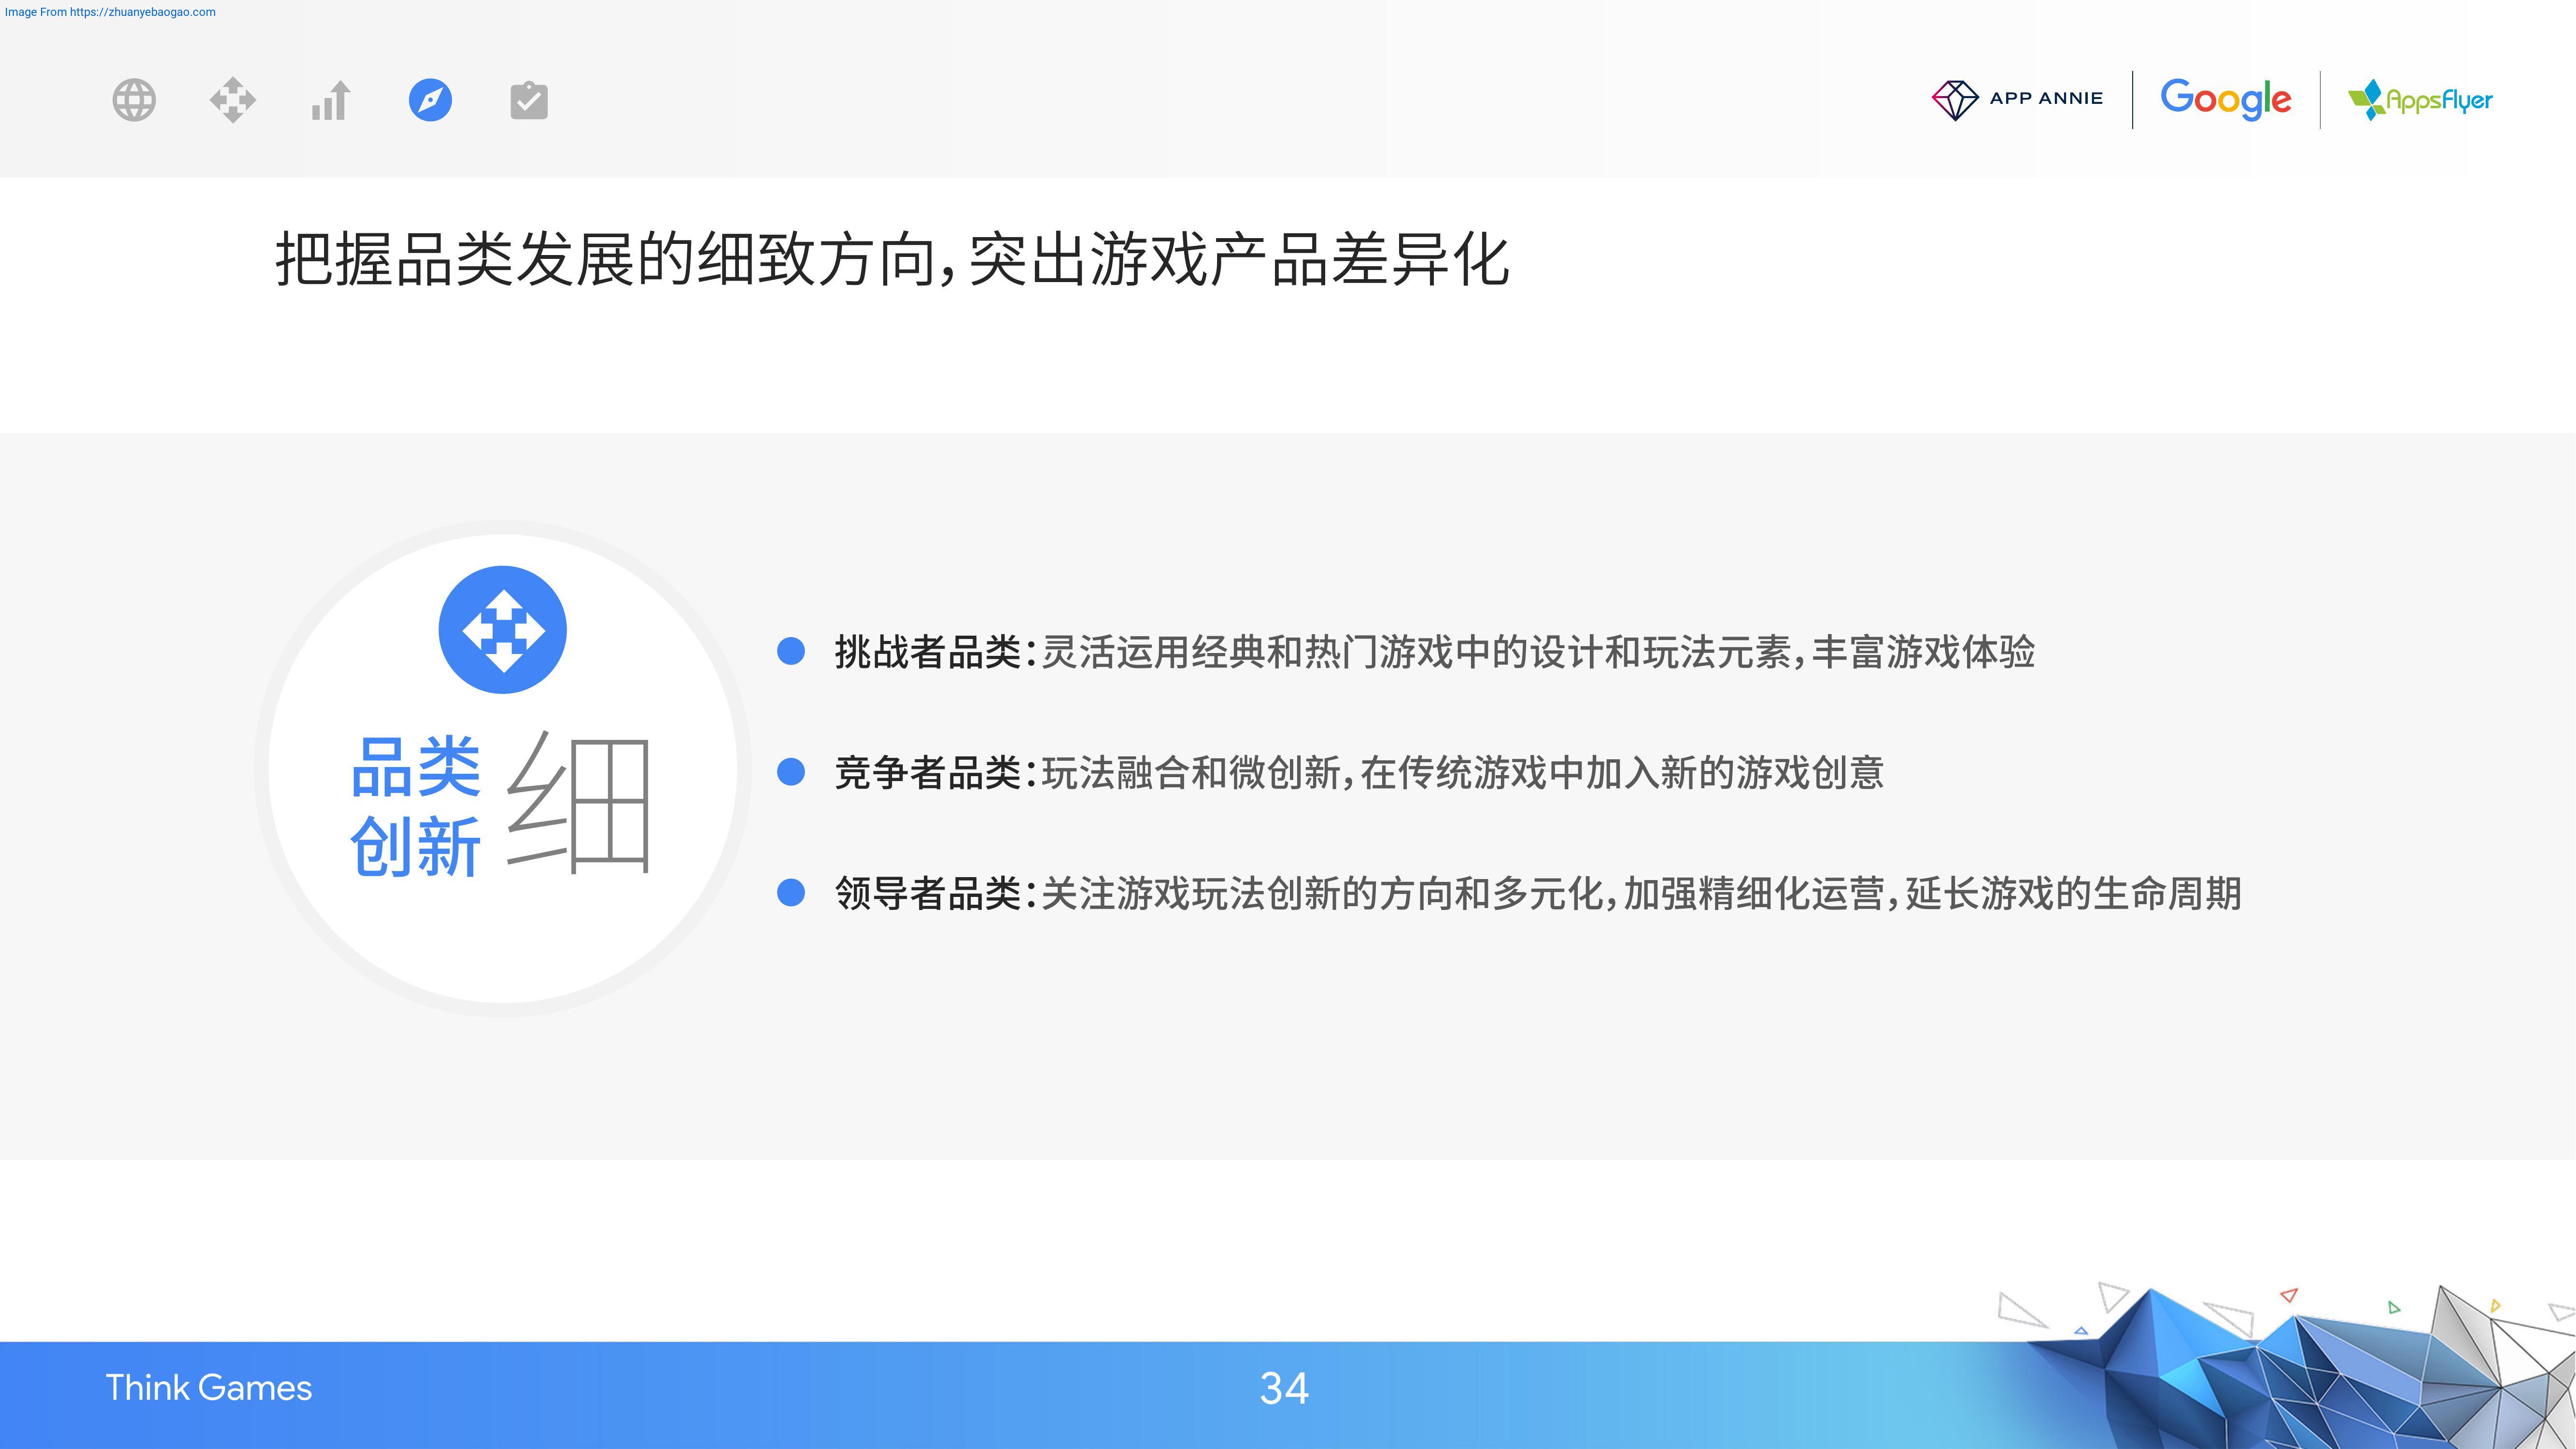 Image From https://zhuanyebaogao.com
APP ANNIE
Google
AppsFlyer
把握品类发展的细致方向，突出游戏产品差异化
品类
创新
细
挑战者品类：灵活运用经典和热门游戏中的设计和玩法元素，丰富游戏体验
竞争者品类：玩法融合和微创新，在传统游戏中加入新的游戏创意
领导者品类：关注游戏玩法创新的方向和多元化，加强精细化运营，延长游戏的生命周期
Think Games
34